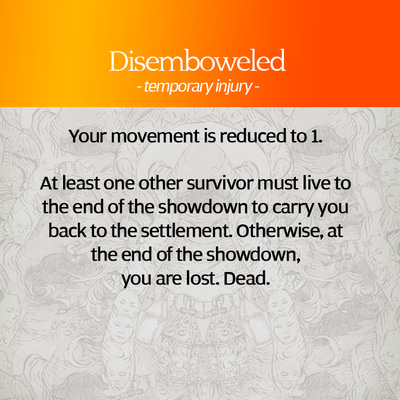 Disemboweled
- temporary injury -
Your movement is reduced to 1.
At least one other survivor must live to
the end of the showdown to carry you
back to the settlement. Otherwise, at
the end of the showdown,
you are lost. Dead.